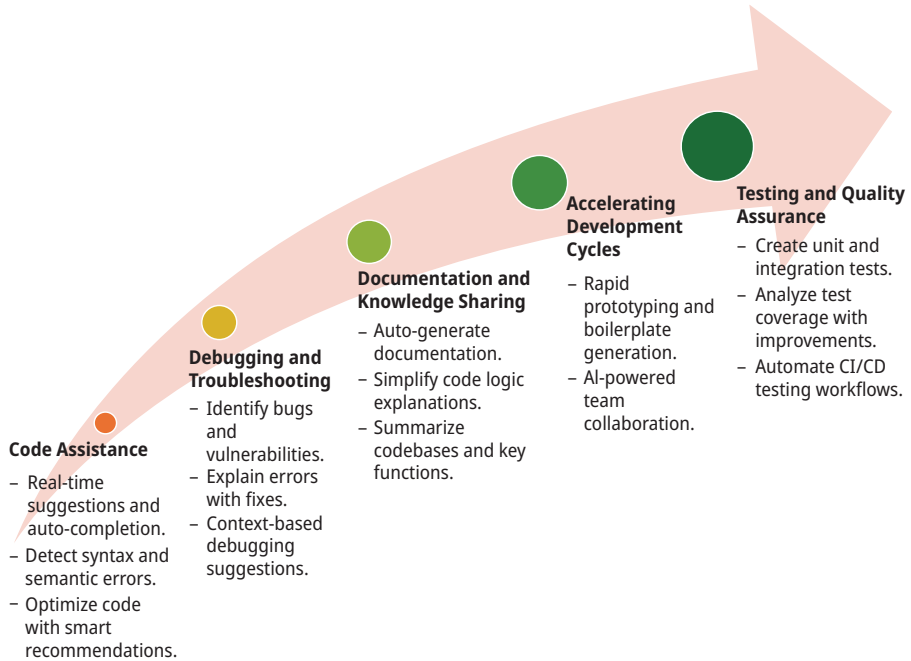 Code Assistance
– Real-time
suggestions and
auto-completion.
– Detect syntax and
semantic errors.
– Optimize code
with smart
recommendations.
Debugging and
Troubleshooting
– Identify bugs
and
vulnerabilities.
– Explain errors
with fixes.
– Context-based
debugging
suggestions.
Documentation and
Knowledge Sharing
– Auto-generate
documentation.
– Simplify code logic
explanations.
– Summarize
codebases and key
functions.
Accelerating
Development
Cycles
– Rapid
prototyping and
boilerplate
generation.
– AI-powered
team
collaboration.
Testing and Quality
Assurance
– Create unit and
integration tests.
– Analyze test
coverage with
improvements.
– Automate CI/CD
testing workflows.